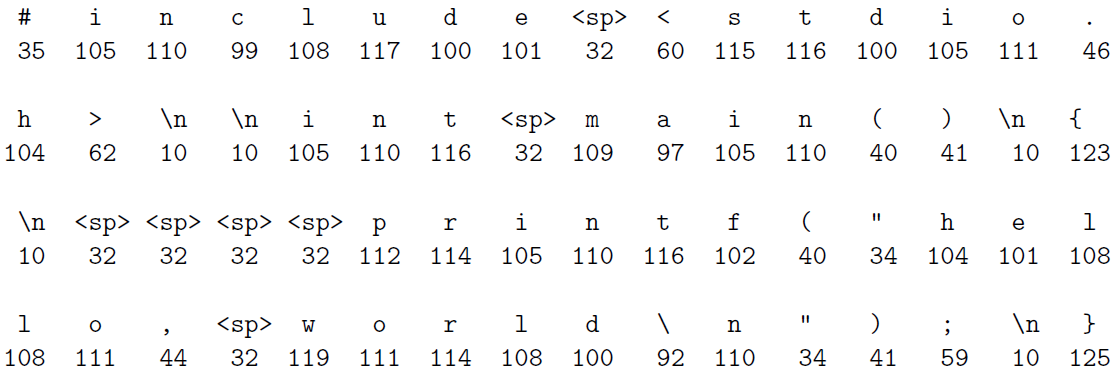 # i n c l u d e <sp> < s t d i o .
35 105 110 99 108 117 100 101 32 60 115 116 100 105 111 46
h > \n \n i n t <sp> m a i n ( ) \n {
104 62 10 10 105 110 116 32 109 97 105 110 40 41 10 123
\n <sp> <sp> <sp> <sp> p r i n t f ( " h e l
10 32 32 32 32 112 114 105 110 116 102 40 34 104 101 108
l o , <sp> w o r l d \ n " ) ; \n }
108 111 44 32 119 111 114 108 100 92 110 34 41 59 10 125